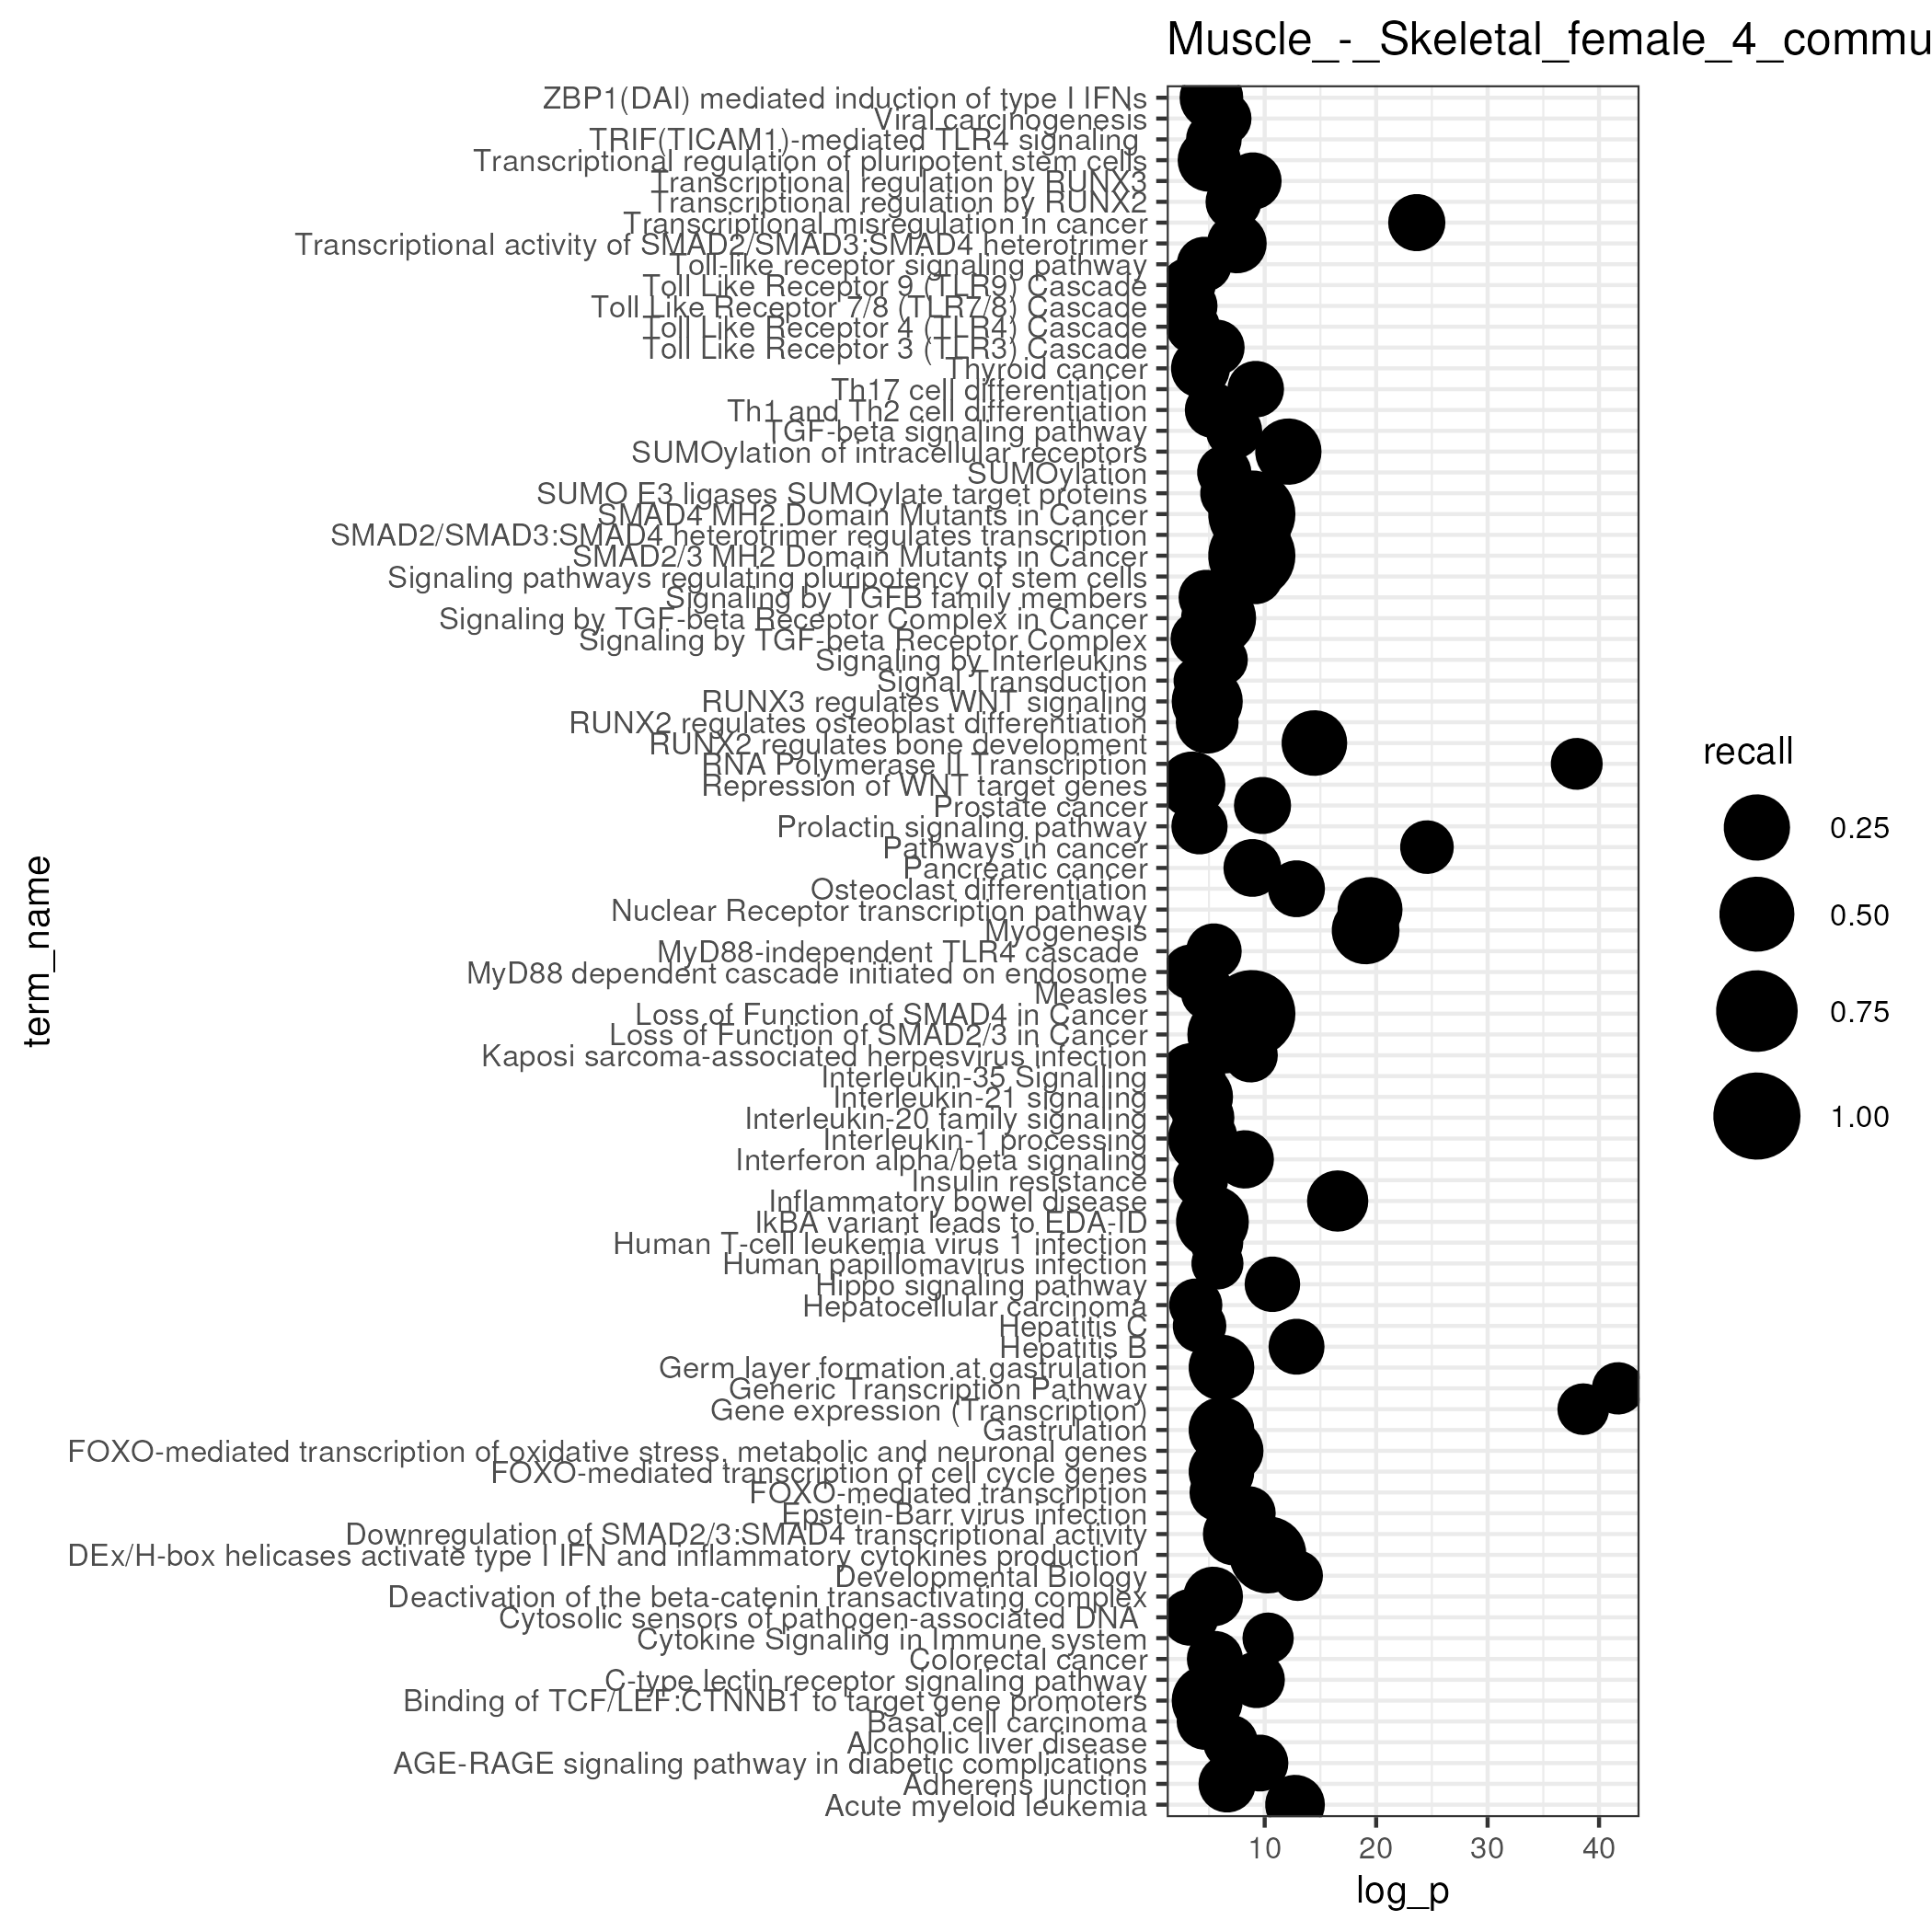 Muscle_-_Skeletal_female_4_commu
ZBP1(DAI) mediated induction of type I IFNs
Viral carcinogenesis
TRIF(TICAM1)-mediated TLR4 signaling
Transcriptional regulation of pluripotent stem cells
Transcriptional regulation by RUNX3
Transcriptional regulation by RUNX2
Transcriptional misregulation in cancer
Transcriptional activity of SMAD2/SMAD3:SMAD4 heterotrimer
Toll-like receptor signaling pathway
Toll Like Receptor 9 (TLR9) Cascade
Toll Like Receptor 7/8 (TLR7/8) Cascade
Toll Like Receptor 4 (TLR4) Cascade
Toll Like Receptor 3 (TLR3) Cascade
Thyroid cancer
Th17 cell differentiation
Th1 and Th2 cell differentiation
TGF-beta signaling pathway
SUMOylation of intracellular receptors
SUMOylation
SUMO E3 ligases SUMOylate target proteins
SMAD4 MH2 Domain Mutants in Cancer
SMAD2/SMAD3:SMAD4 heterotrimer regulates transcription
SMAD2/3 MH2 Domain Mutants in Cancer
Signaling pathways regulating pluripotency of stem cells
Signaling by TGFB family members
Signaling by TGF-beta Receptor Complex in Cancer
Signaling by TGF-beta Receptor Complex
Signaling by Interleukins
Signal Transduction
RUNX3 regulates WNT signaling
RUNX2 regulates osteoblast differentiation
RUNX2 regulates bone development
RNA Polymerase II Transcription
Repression of WNT target genes
Prostate cancer
Prolactin signaling pathway
Pathways in cancer
Pancreatic cancer
Osteoclast differentiation
Nuclear Receptor transcription pathway
Myogenesis
MyD88-independent TLR4 cascade
MyD88 dependent cascade initiated on endosome
Measles
Loss of Function of SMAD4 in Cancer
Loss of Function of SMAD2/3 in Cancer
Kaposi sarcoma-associated herpesvirus infection
Interleukin-35 Signalling
Interleukin-21 signaling
Interleukin-20 family signaling
Interleukin-1 processing
Interferon alpha/beta signaling
Insulin resistance
Inflammatory bowel disease
IkBA variant leads to EDA-ID
Human T-cell leukemia virus 1 infection
Human papillomavirus infection
Hippo signaling pathway
Hepatocellular carcinoma
Hepatitis C
Hepatitis B
Germ layer formation at gastrulation
Generic Transcription Pathway
Gene expression (Transcription)
Gastrulation
FOXO-mediated transcription of oxidative stress, metabolic and neuronal genes
FOXO-mediated transcription of cell cycle genes
FOXO-mediated transcription
Epstein-Barr virus infection
Downregulation of SMAD2/3:SMAD4 transcriptional activity
DEx/H-box helicases activate type I IFN and inflammatory cytokines production
Developmental Biology
Deactivation of the beta-catenin transactivating complex
Cytosolic sensors of pathogen-associated DNA
Cytokine Signaling in Immune system
Colorectal cancer
C-type lectin receptor signaling pathway
Binding of TCF/LEF:CTNNB1 to target gene promoters
Basal cell carcinoma
Alcoholic liver disease
AGE-RAGE signaling pathway in diabetic complications
Adherens junction
Acute myeloid leukemia
10 20 30 40
log_p
term_name
recall
0.25
0.50
0.75
1.00